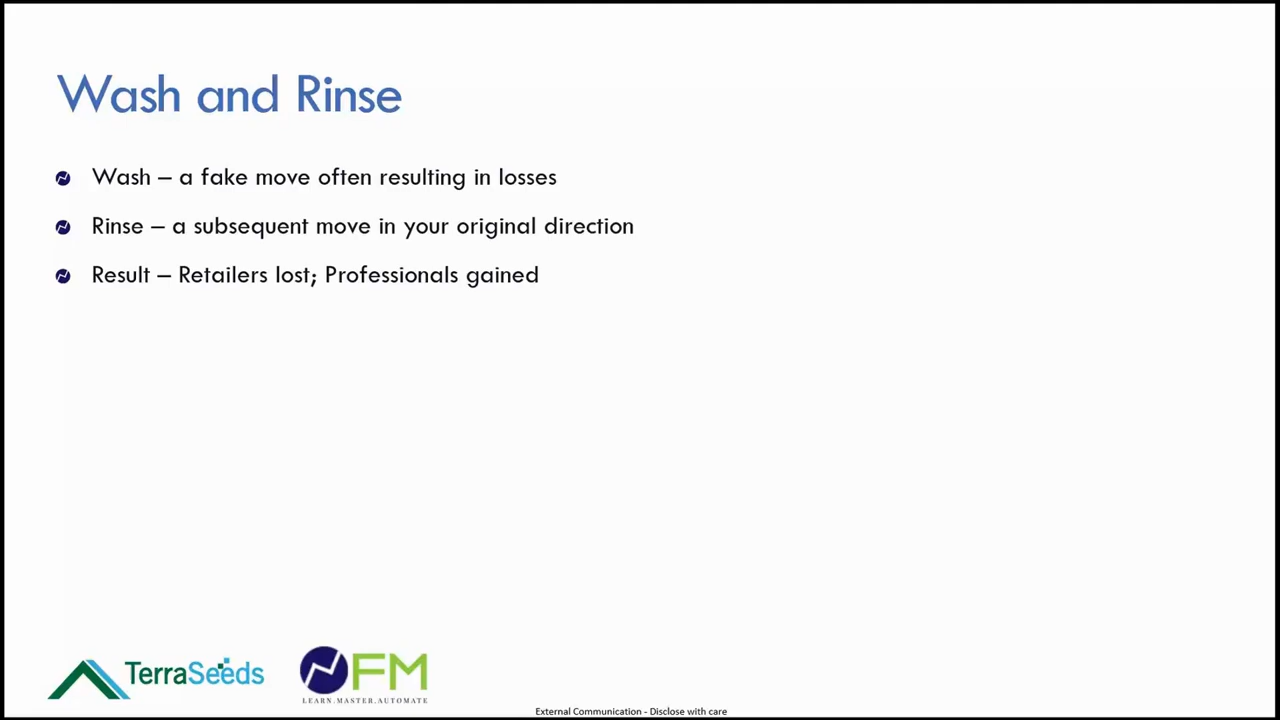 Wash and Rinse
Wash – a fake move often resulting in losses
Rinse – a subsequent move in your original direction
Result – Retailers lost; Professionals gained
TerraSeeds
FM
LEARN.MASTER.AUTOMATE
External Communication - Disclose with care